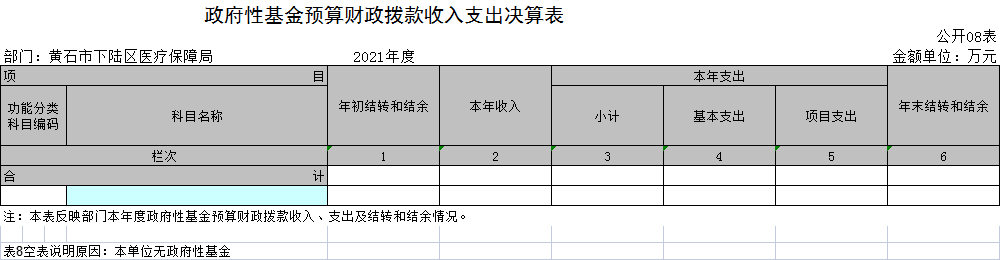 政府性基金预算财政拨款收入支出决算表
公开08表
部门：黄石市下陆区医疗保障局 2021年度 金额单位：万元
项 目 年初结转和结余 本年收入 本年支出 年末结转和结余
功能分类
科目编码 科目名称 小计 基本支出 项目支出
栏次 1 2 3 4 5 6
合 计
注：本表反映部门本年度政府性基金预算财政拨款收入、支出及结转和结余情况。
表8空表说明原因：本单位无政府性基金